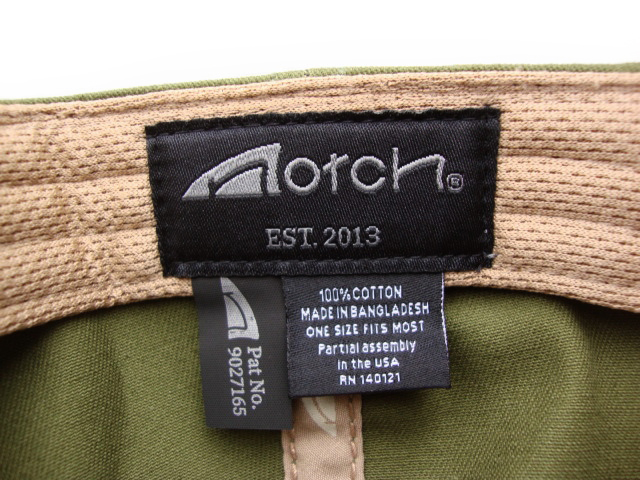 Notch®
EST. 2013
100% COTTON
MADE IN BANGLADESH
ONE SIZE FITS MOST
Partial assembly
in the USA
RN 140121
Pat No.
9027165